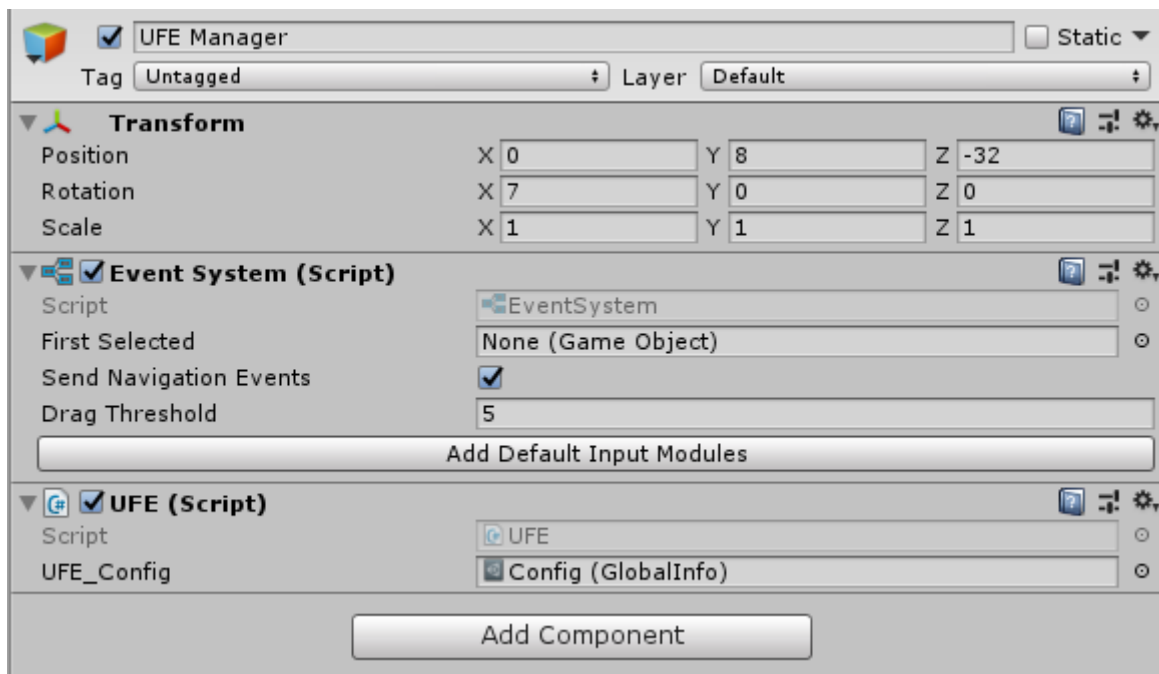 UFE Manager Static
Tag Untagged Layer Default
Transform
Position X 0 Y 8 Z -32
Rotation X 7 Y 0 Z 0
Scale X 1 Y 1 Z 1
Event System (Script)
Script EventSystem
First Selected None (Game Object)
Send Navigation Events
Drag Threshold 5
Add Default Input Modules
UFE (Script)
Script UFE
UFE_Config Config (GlobalInfo)
Add Component